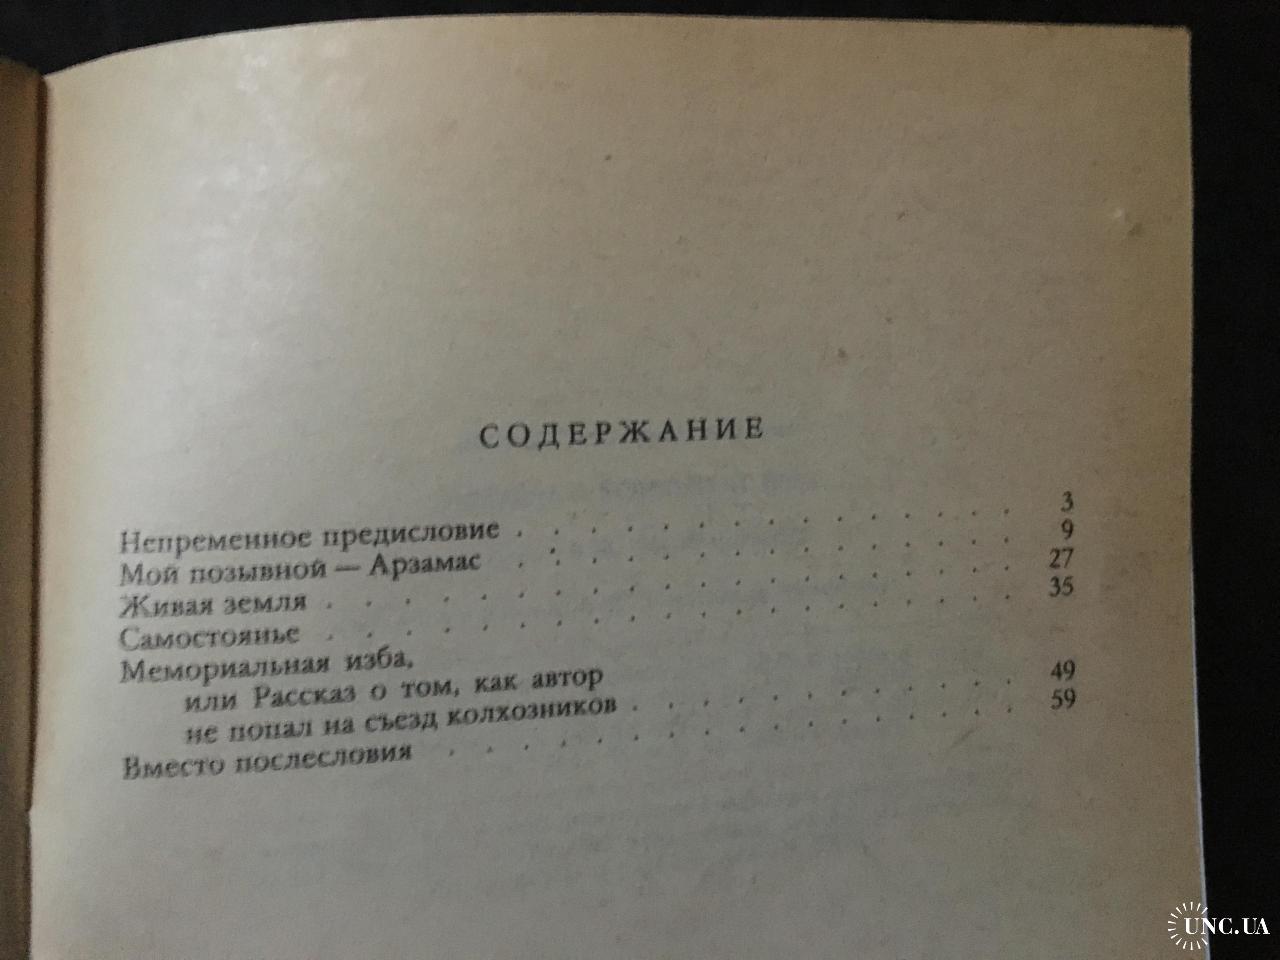 СОДЕРЖАНИЕ
Непременное предисловие . . . . . . . . . . . . . . 3
Мой позывной — Арзамас . . . . . . . . . . . . . . 9
Живая земля . . . . . . . . . . . . . . . . . . 27
Самостоянье . . . . . . . . . . . . . . . . . . 35
Мемориальная изба,
или Рассказ о том, как автор
не попал на съезд колхозников . . . . . . . . . . . 49
Вместо послесловия . . . . . . . . . . . . . . . 59
UNC.UA